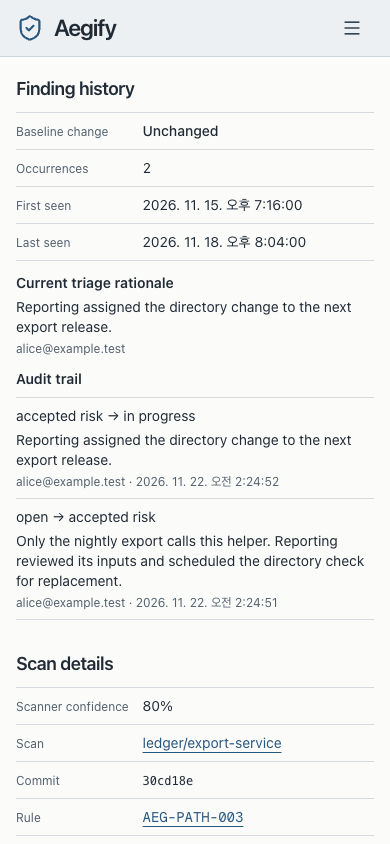 Aegify
Finding history
Baseline change Unchanged
Occurrences 2
First seen 2026. 11. 15. 오후 7:16:00
Last seen 2026. 11. 18. 오후 8:04:00
Current triage rationale
Reporting assigned the directory change to the next
export release.
alice@example.test
Audit trail
accepted risk → in progress
Reporting assigned the directory change to the next
export release.
alice@example.test · 2026. 11. 22. 오전 2:24:52
open → accepted risk
Only the nightly export calls this helper. Reporting
reviewed its inputs and scheduled the directory check
for replacement.
alice@example.test · 2026. 11. 22. 오전 2:24:51
Scan details
Scanner confidence 80%
Scan ledger/export-service
Commit 30cd18e
Rule AEG-PATH-003